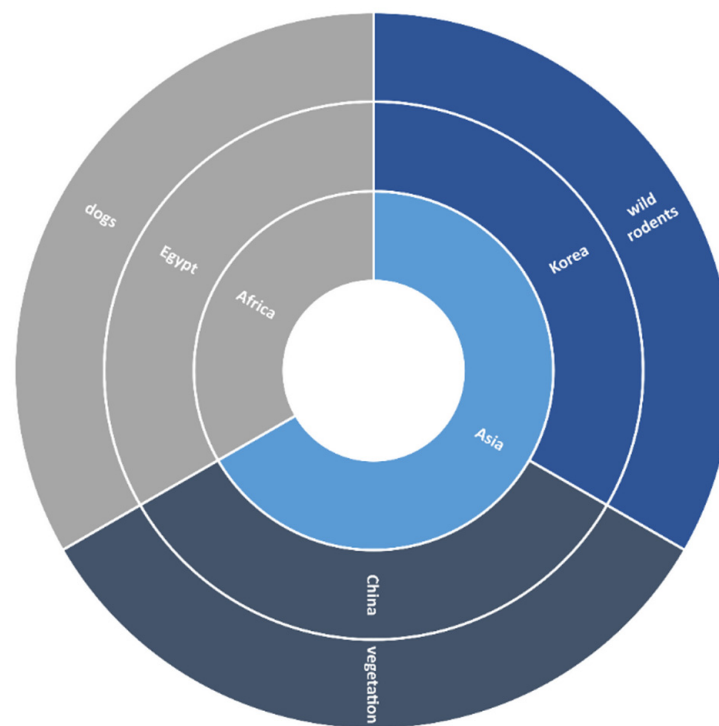 dogs
Egypt
Africa
wild
rodents
Korea
Asia
China
vegetation